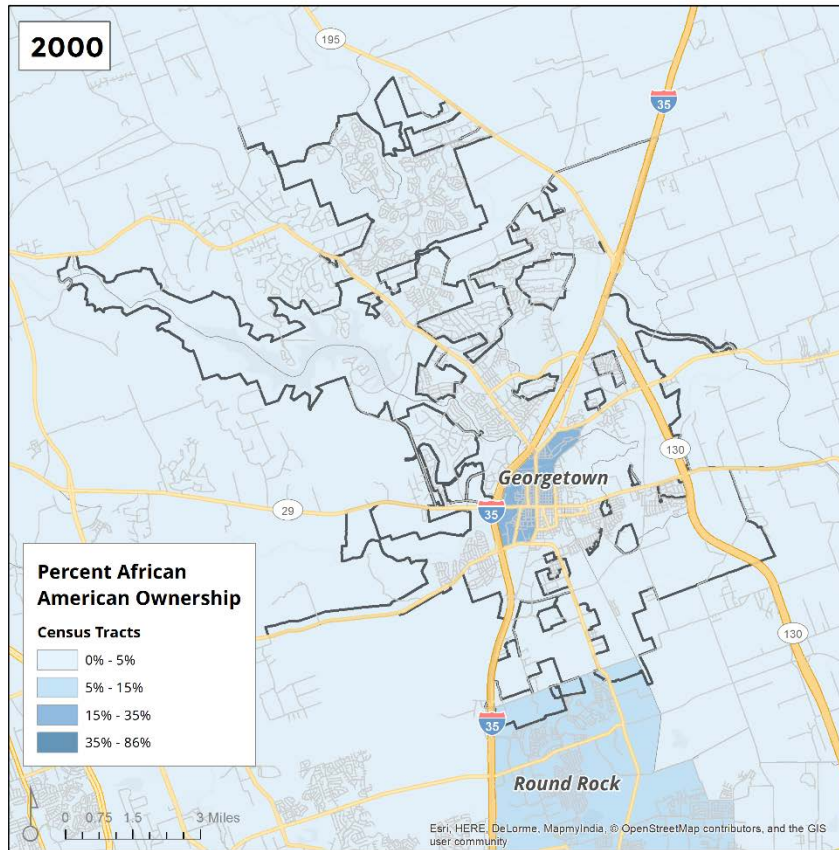 2000
195
35
130
Georgetown
29
35
Percent African
American Ownership
Census Tracts
0% - 5%
5% - 15%
15% - 35%
35% - 86%
130
35
Round Rock
0 0.75 1.5 3 Miles
Esri, HERE, DeLorme, MapmyIndia, © OpenStreetMap contributors, and the GIS
user community